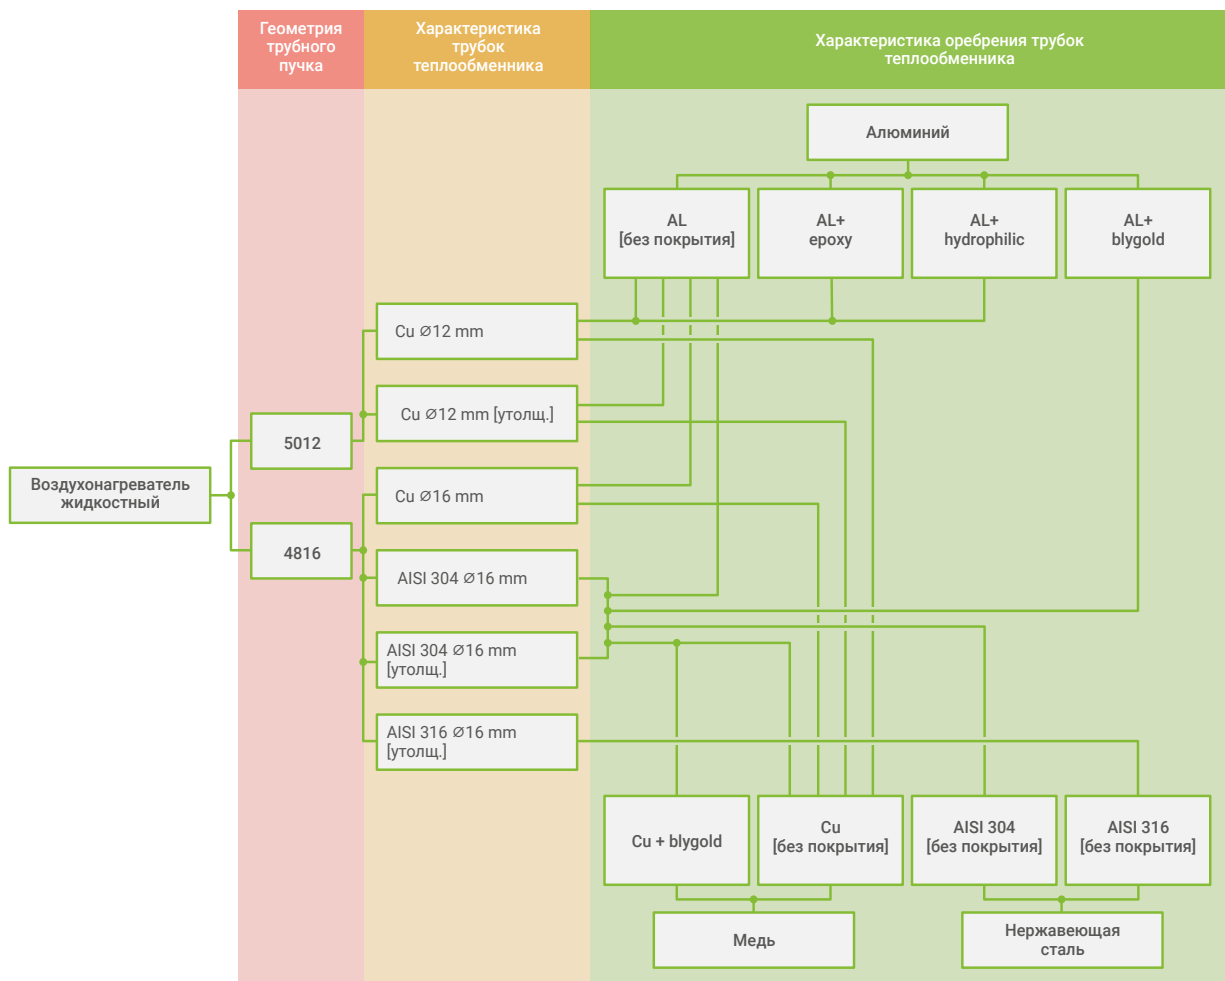 Геометрия
трубного
пучка
Характеристика
трубок
теплообменника
Характеристика оребрения трубок
теплообменника
Алюминий
AL
[без покрытия]
AL+
epoxy
AL+
hydrophilic
AL+
blygold
Cu ∅12 mm
Cu ∅12 mm [утолщ.]
5012
Воздухонагреватель
жидкостный
Cu ∅16 mm
4816
AISI 304 ∅16 mm
AISI 304 ∅16 mm
[утолщ.]
AISI 316 ∅16 mm
[утолщ.]
Cu + blygold
Cu
[без покрытия]
AISI 304
[без покрытия]
AISI 316
[без покрытия]
Медь
Нержавеющая
сталь